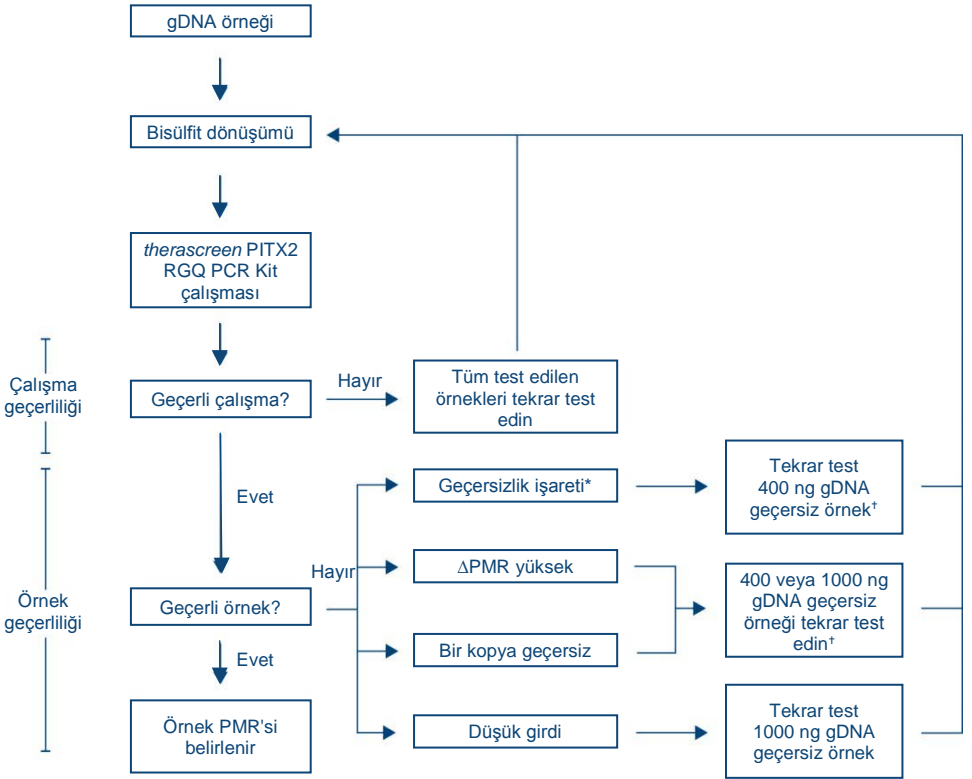 gDNA örneği
Bisülfit dönüşümü
therascreen PITX2
RGQ PCR Kit
çalışması
Çalışma
geçerliliği
Geçerli çalışma?
Hayır
Tüm test edilen
örnekleri tekrar test
edin
Evet
Örnek
geçerliliği
Geçerli örnek?
Hayır
Geçersizlik işareti*
Tekrar test
400 ng gDNA
geçersiz örnek†
∆PMR yüksek
Bir kopya geçersiz
400 veya 1000 ng
gDNA geçersiz
örneği tekrar test
edin†
Düşük girdi
Tekrar test
1000 ng gDNA
geçersiz örnek
Evet
Örnek PMR'si
belirlenir